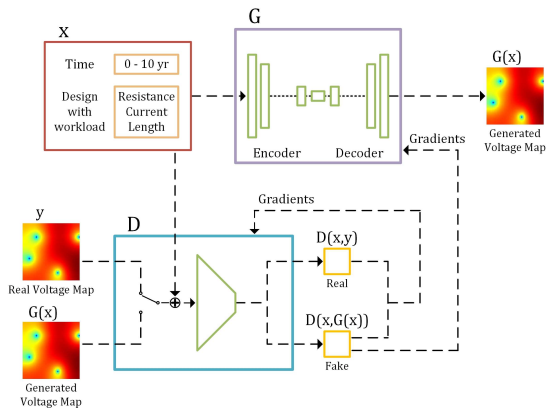 x
G
Time
0 - 10 yr
Design
with
workload
Resistance
Current
Length
Encoder
Decoder
G(x)
Generated
Voltage Map
Gradients
Gradients
y
Real Voltage Map
D
D(x,y)
Real
G(x)
Generated
Voltage Map
D(x,G(x))
Fake